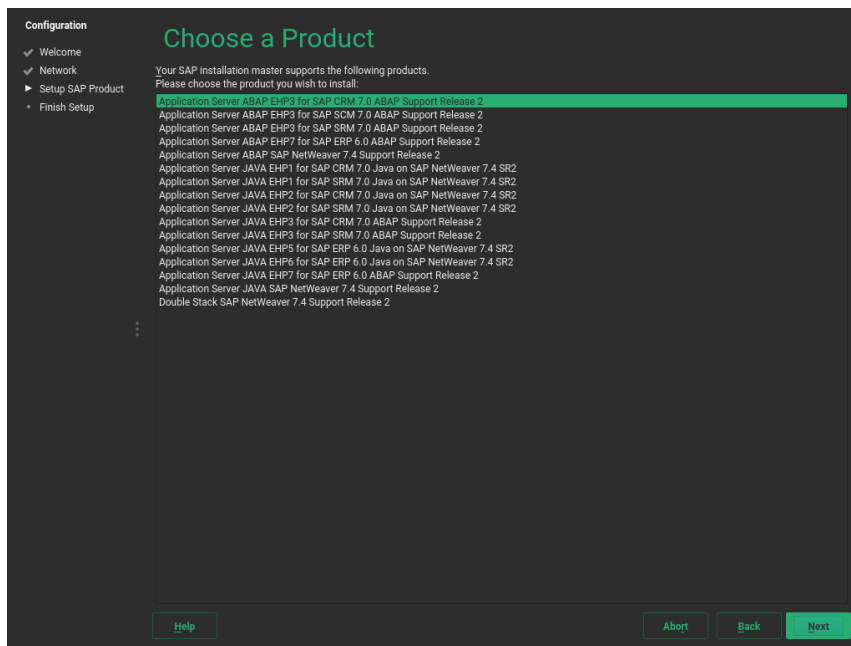 Configuration
Welcome
Network
Setup SAP Product
Finish Setup
Choose a Product
Your SAP installation master supports the following products.
Please choose the product you wish to install:
Application Server ABAP EHP3 for SAP CRM 7.0 ABAP Support Release 2
Application Server ABAP EHP3 for SAP SCM 7.0 ABAP Support Release 2
Application Server ABAP EHP3 for SAP SRM 7.0 ABAP Support Release 2
Application Server ABAP EHP7 for SAP ERP 6.0 ABAP Support Release 2
Application Server ABAP SAP NetWeaver 7.4 Support Release 2
Application Server JAVA EHP1 for SAP CRM 7.0 Java on SAP NetWeaver 7.4 SR2
Application Server JAVA EHP1 for SAP SRM 7.0 Java on SAP NetWeaver 7.4 SR2
Application Server JAVA EHP2 for SAP CRM 7.0 Java on SAP NetWeaver 7.4 SR2
Application Server JAVA EHP2 for SAP SRM 7.0 Java on SAP NetWeaver 7.4 SR2
Application Server JAVA EHP3 for SAP CRM 7.0 ABAP Support Release 2
Application Server JAVA EHP3 for SAP SRM 7.0 ABAP Support Release 2
Application Server JAVA EHP5 for SAP ERP 6.0 Java on SAP NetWeaver 7.4 SR2
Application Server JAVA EHP6 for SAP ERP 6.0 Java on SAP NetWeaver 7.4 SR2
Application Server JAVA EHP7 for SAP ERP 6.0 ABAP Support Release 2
Application Server JAVA SAP NetWeaver 7.4 Support Release 2
Double Stack SAP NetWeaver 7.4 Support Release 2
Help
Abort
Back
Next